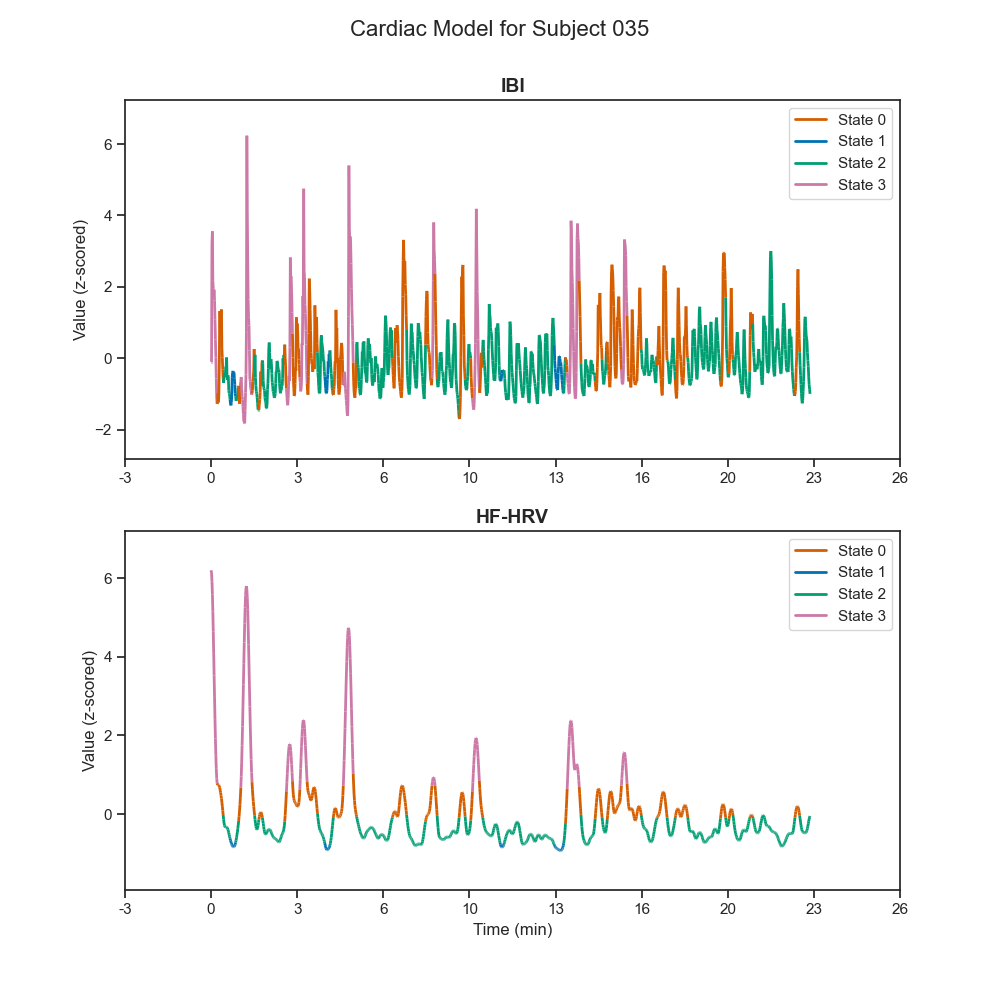 Cardiac Model for Subject 035
IBI
Value (z-scored)
6
4
2
0
−2
State 0
State 1
State 2
State 3
-3 0 3 6 10 13 16 20 23 26
HF-HRV
Value (z-scored)
6
4
2
0
State 0
State 1
State 2
State 3
-3 0 3 6 10 13 16 20 23 26
Time (min)